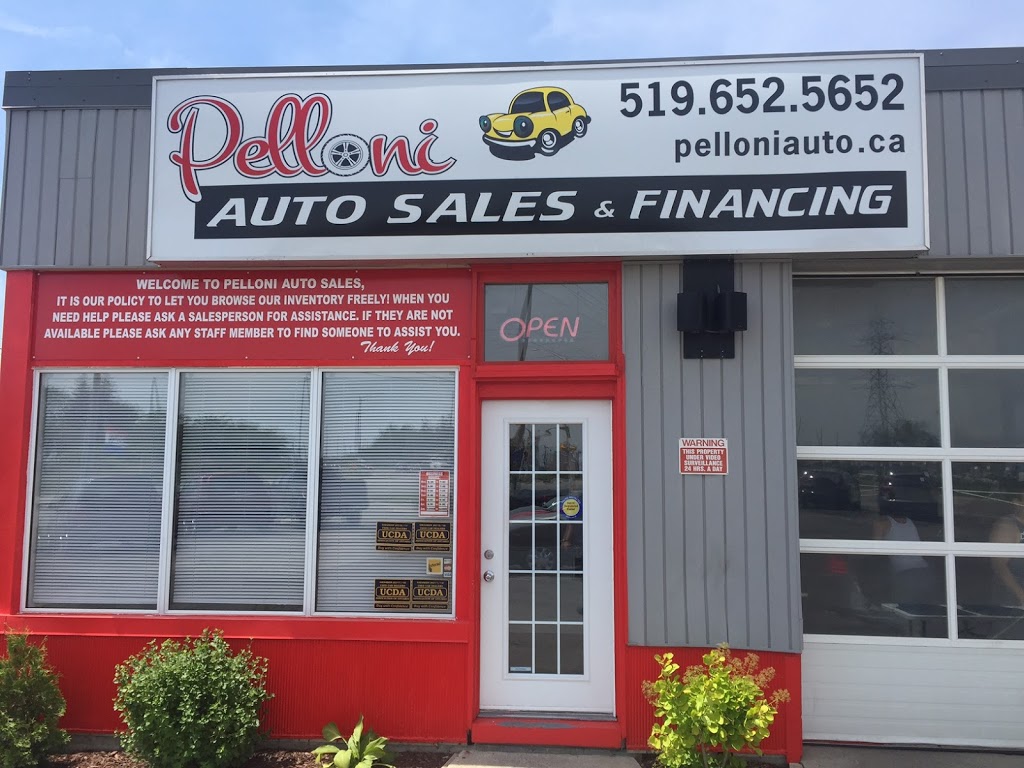 Pelloni
519.652.5652
pelloniauto.ca
AUTO SALES & FINANCING
WELCOME TO PELLONI AUTO SALES,
IT IS OUR POLICY TO LET YOU BROWSE OUR INVENTORY FREELY! WHEN YOU
NEED HELP PLEASE ASK A SALESPERSON FOR ASSISTANCE. IF THEY ARE NOT
AVAILABLE PLEASE ASK ANY STAFF MEMBER TO FIND SOMEONE TO ASSIST YOU.
Thank You!
OPEN
WARNING
THIS PROPERTY
UNDER VIDEO
SURVEILLANCE
24 HRS. A DAY
UCDA UCDA
UCDA UCDA